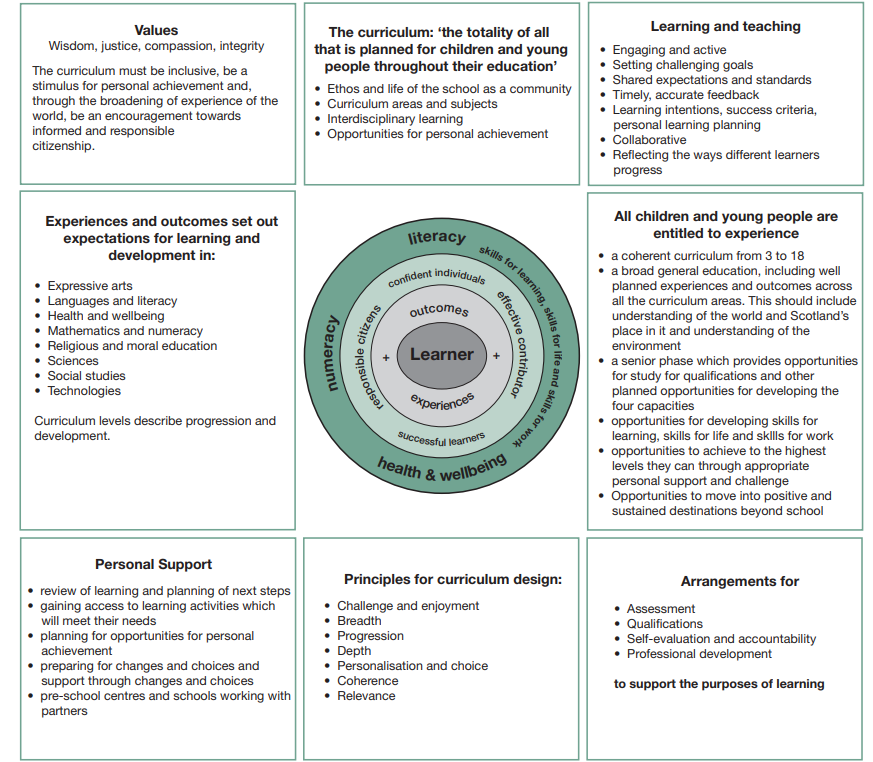 Values
Wisdom, justice, compassion, integrity
The curriculum must be inclusive, be a
stimulus for personal achievement and,
through the broadening of experience of the
world, be an encouragement towards
informed and responsible
citizenship.
The curriculum: ‘the totality of all
that is planned for children and young
people throughout their education’
• Ethos and life of the school as a community
• Curriculum areas and subjects
• Interdisciplinary learning
• Opportunities for personal achievement
Learning and teaching
• Engaging and active
• Setting challenging goals
• Shared expectations and standards
• Timely, accurate feedback
• Learning intentions, success criteria,
personal learning planning
• Collaborative
• Reflecting the ways different learners
progress
Experiences and outcomes set out
expectations for learning and
development in:
• Expressive arts
• Languages and literacy
• Health and wellbeing
• Mathematics and numeracy
• Religious and moral education
• Sciences
• Social studies
• Technologies
Curriculum levels describe progression and
development.
literacy
skills for learning, skills for life and skills for work
numeracy
health & wellbeing
confident individuals
effective contributor
responsible citizens
successful learners
outcomes
+ Learner +
experiences
All children and young people are
entitled to experience
• a coherent curriculum from 3 to 18
• a broad general education, including well
planned experiences and outcomes across
all the curriculum areas. This should include
understanding of the world and Scotland’s
place in it and understanding of the
environment
• a senior phase which provides opportunities
for study for qualifications and other
planned opportunities for developing the
four capacities
• opportunities for developing skills for
learning, skills for life and skIlls for work
• opportunities to achieve to the highest
levels they can through appropriate
personal support and challenge
• Opportunities to move into positive and
sustained destinations beyond school
Personal Support
• review of learning and planning of next steps
• gaining access to learning activities which
will meet their needs
• planning for opportunities for personal
achievement
• preparing for changes and choices and
support through changes and choices
• pre-school centres and schools working with
partners
Principles for curriculum design:
• Challenge and enjoyment
• Breadth
• Progression
• Depth
• Personalisation and choice
• Coherence
• Relevance
Arrangements for
• Assessment
• Qualifications
• Self-evaluation and accountability
• Professional development
to support the purposes of learning